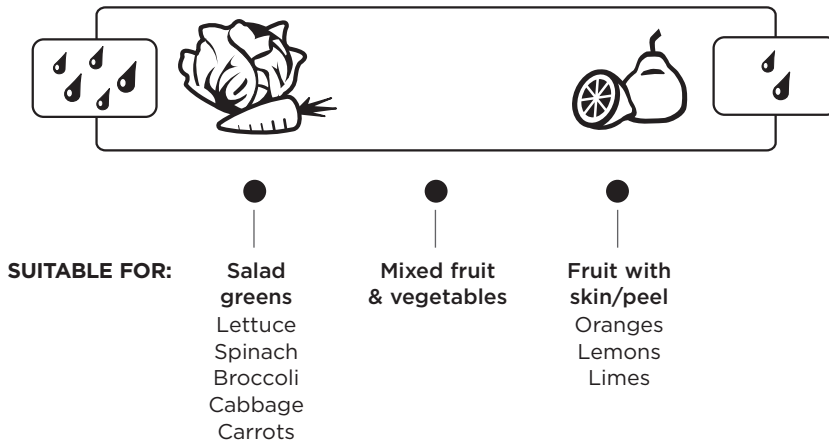 SUITABLE FOR:
Salad
greens
Lettuce
Spinach
Broccoli
Cabbage
Carrots
Mixed fruit
& vegetables
Fruit with
skin/peel
Oranges
Lemons
Limes